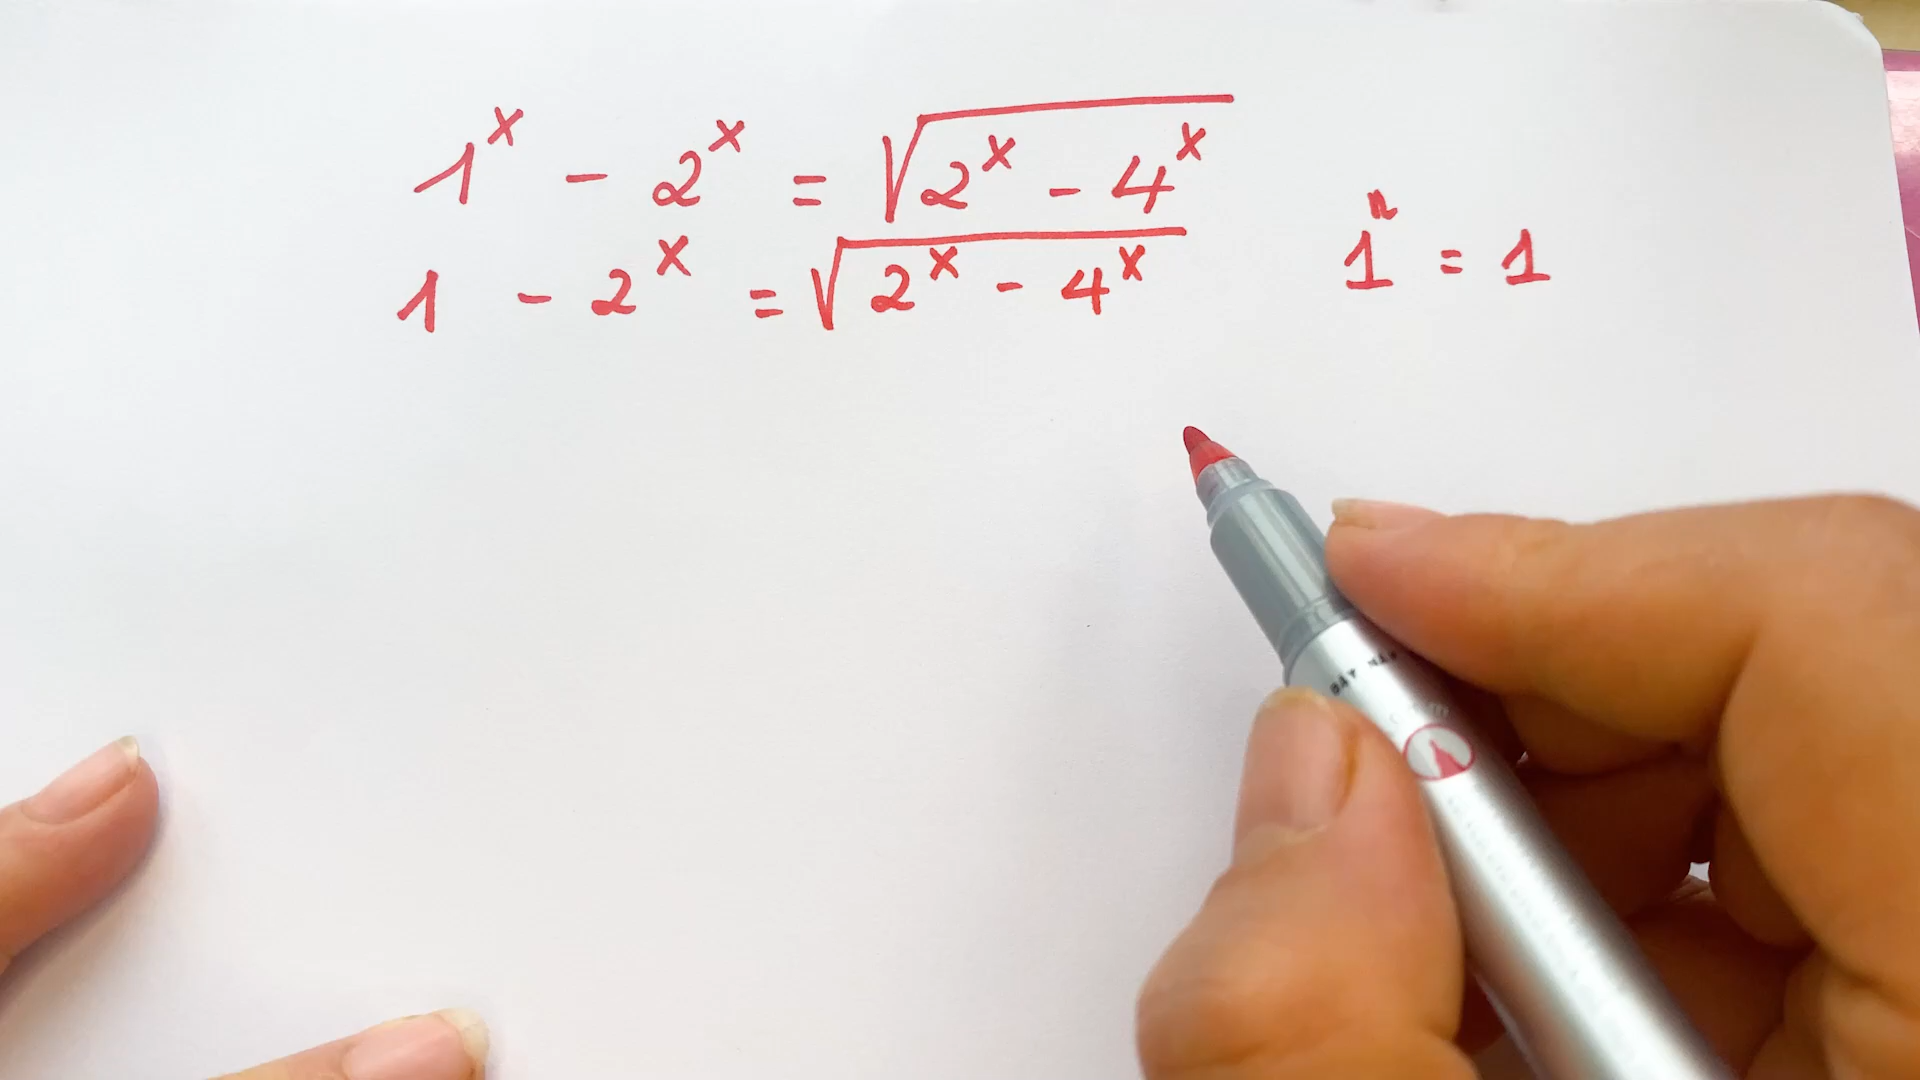 1^x - 2^x = √(2^x - 4^x)
1 - 2^x = √(2^x - 4^x)
1^n = 1